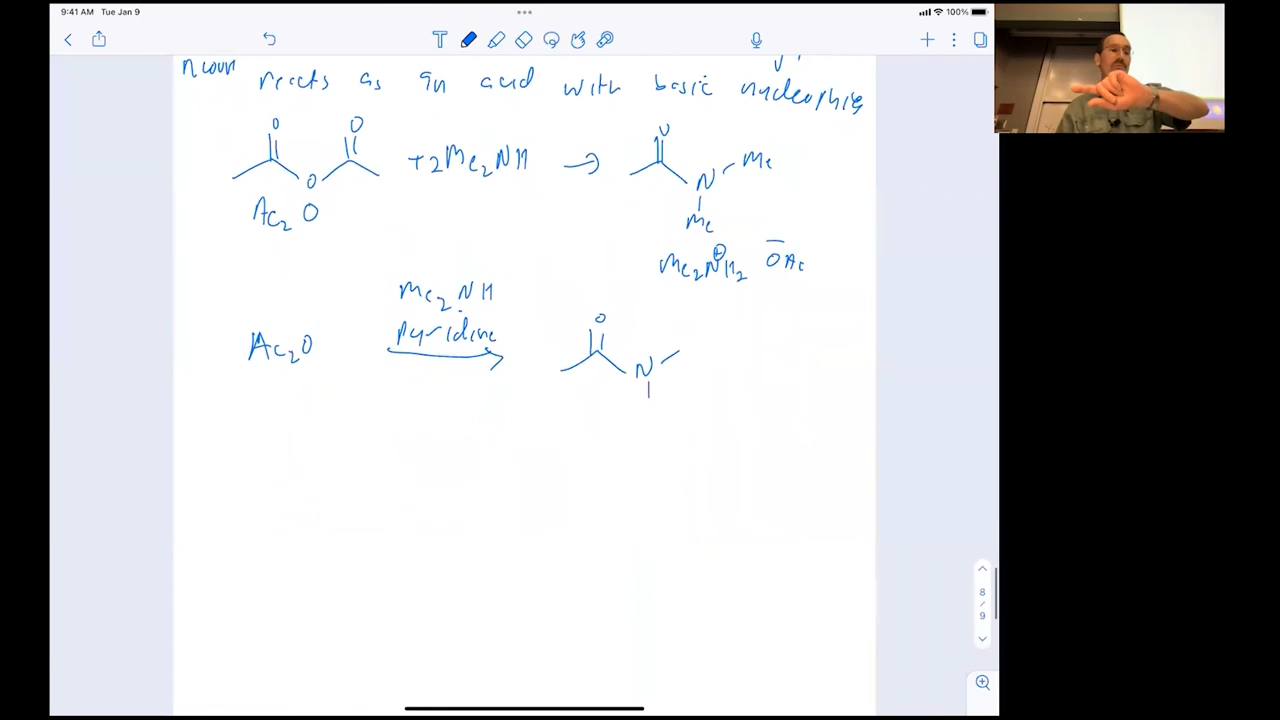 9:41 AM Tue Jan 9
100%
reacts as an acid with basic nucleophiles
O O O
O + 2Me2NH → N Me
Ac2O Me
Me2NH2 ⊕ ⁻OAc
Me2NH
Ac2O pyridine O
N
8
/
9